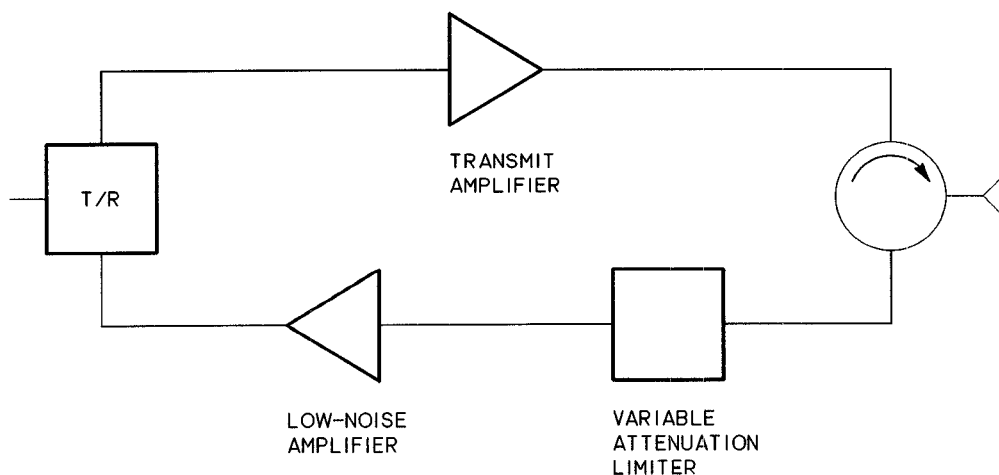 TRANSMIT
AMPLIFIER
T/R
LOW-NOISE
AMPLIFIER
VARIABLE
ATTENUATION
LIMITER